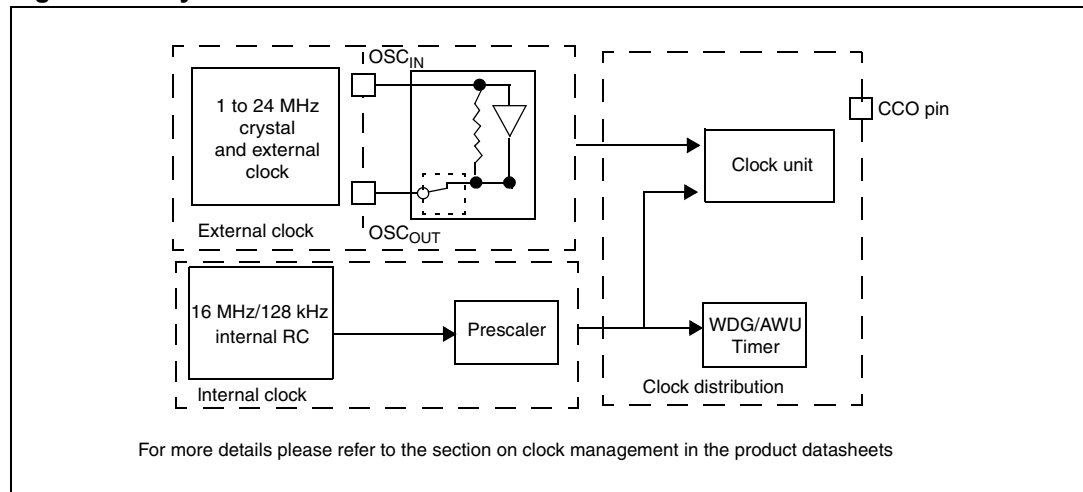 OSCIN
1 to 24 MHz
crystal
and external
clock
External clock
OSCOUT
CCO pin
Clock unit
16 MHz/128 kHz
internal RC
Prescaler
WDG/AWU
Timer
Internal clock
Clock distribution
For more details please refer to the section on clock management in the product datasheets